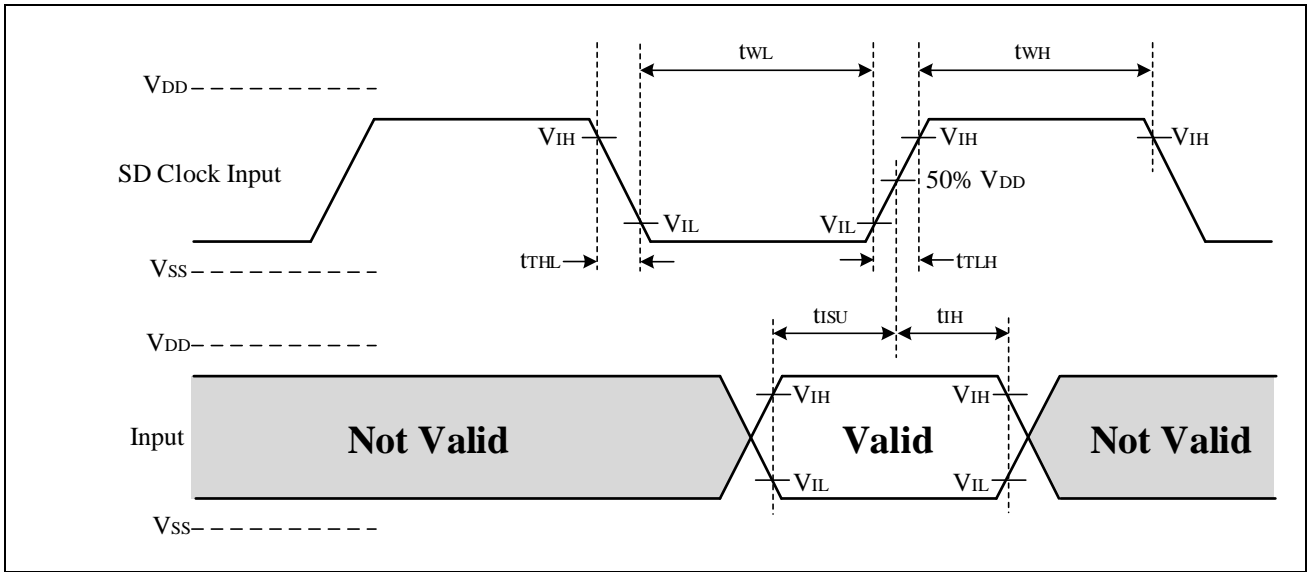 tWL
tWH
VDD
VIH
VIH
VIH
SD Clock Input
50% VDD
VIL
VIL
VSS
tTHL
tTLH
tISU
tIH
VDD
VIH
VIH
Input
Not Valid
Valid
Not Valid
VIL
VIL
VSS